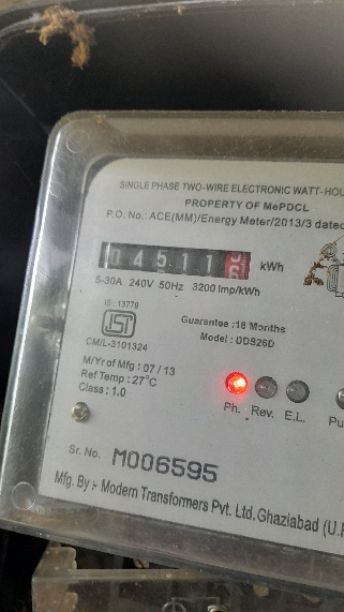 SINGLE PHASE TWO-WIRE ELECTRONIC WATT-HOU
PROPERTY OF MePDCL
P.O. No.: ACE(MM)/Energy Meter/2013/3 dated
04511 kWh
5-30A 240V 50Hz 3200 Imp/kWh
IS:13779
ISI
CM/L-3101324
Guarantee :18 Months
Model : DDS26D
M/Yr of Mfg : 07 / 13
Ref Temp : 27°C
Class : 1.0
Ph. Rev. E.L. Pu
Sr. No. M006595
Mfg. By :- Modern Transformers Pvt. Ltd. Ghaziabad (U.P